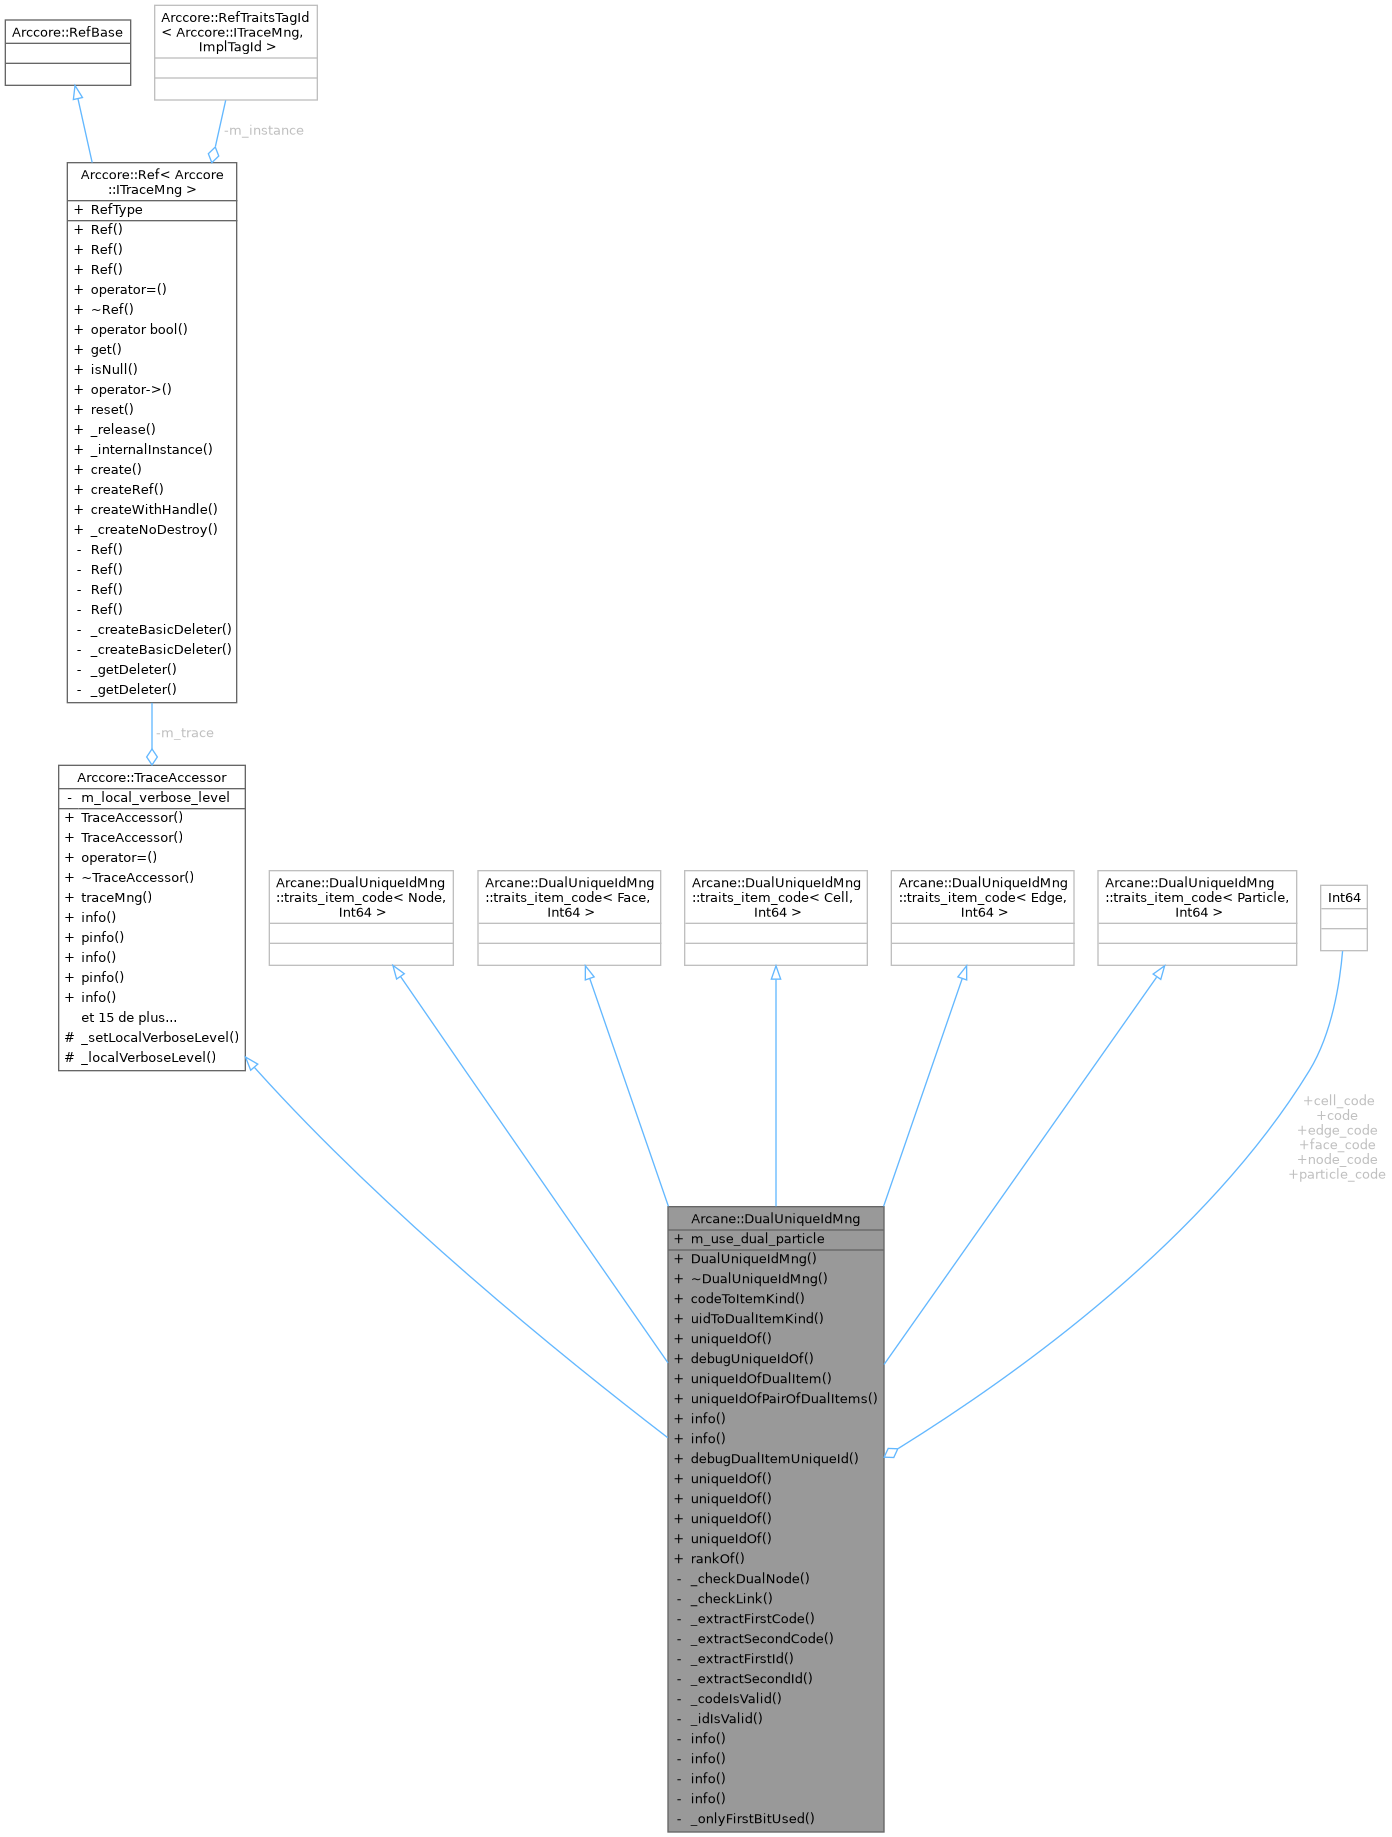 Arccore::RefBase
Arccore::RefTraitsTagId
< Arccore::ITraceMng,
ImplTagId >
-m_instance
Arccore::Ref< Arccore
::ITraceMng >
+ RefType
+ Ref()
+ Ref()
+ Ref()
+ operator=()
+ ~Ref()
+ operator bool()
+ get()
+ isNull()
+ operator->()
+ reset()
+ _release()
+ _internalInstance()
+ create()
+ createRef()
+ createWithHandle()
+ _createNoDestroy()
- Ref()
- Ref()
- Ref()
- Ref()
- _createBasicDeleter()
- _createBasicDeleter()
- _getDeleter()
- _getDeleter()
-m_trace
Arccore::TraceAccessor
- m_local_verbose_level
+ TraceAccessor()
+ TraceAccessor()
+ operator=()
+ ~TraceAccessor()
+ traceMng()
+ info()
+ pinfo()
+ info()
+ pinfo()
+ info()
et 15 de plus...
# _setLocalVerboseLevel()
# _localVerboseLevel()
Arcane::DualUniqueIdMng
::traits_item_code< Node,
Int64 >
Arcane::DualUniqueIdMng
::traits_item_code< Face,
Int64 >
Arcane::DualUniqueIdMng
::traits_item_code< Cell,
Int64 >
Arcane::DualUniqueIdMng
::traits_item_code< Edge,
Int64 >
Arcane::DualUniqueIdMng
::traits_item_code< Particle,
Int64 >
Int64
+cell_code
+code
+edge_code
+face_code
+node_code
+particle_code
Arcane::DualUniqueIdMng
+ m_use_dual_particle
+ DualUniqueIdMng()
+ ~DualUniqueIdMng()
+ codeToItemKind()
+ uidToDualItemKind()
+ uniqueIdOf()
+ debugUniqueIdOf()
+ uniqueIdOfDualItem()
+ uniqueIdOfPairOfDualItems()
+ info()
+ info()
+ debugDualItemUniqueId()
+ uniqueIdOf()
+ uniqueIdOf()
+ uniqueIdOf()
+ uniqueIdOf()
+ rankOf()
- _checkDualNode()
- _checkLink()
- _extractFirstCode()
- _extractSecondCode()
- _extractFirstId()
- _extractSecondId()
- _codeIsValid()
- _idIsValid()
- info()
- info()
- info()
- info()
- _onlyFirstBitUsed()